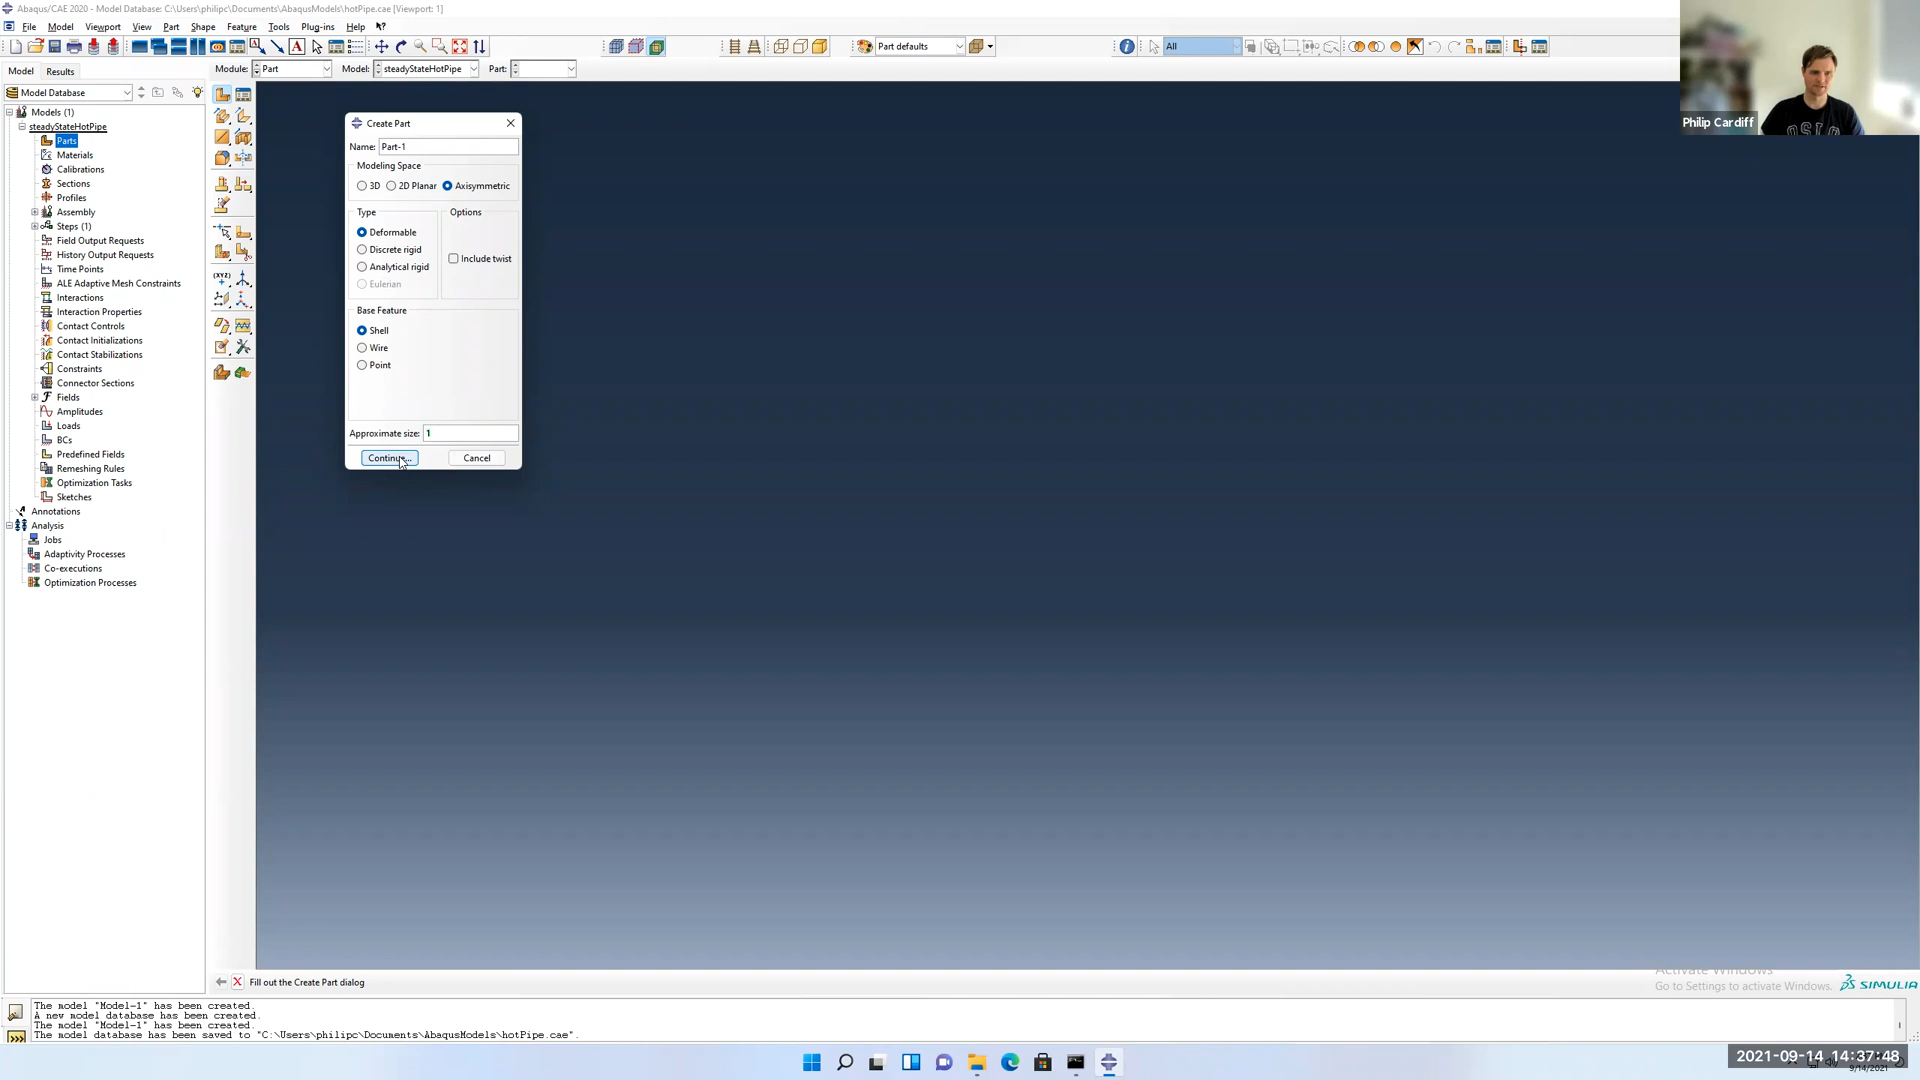 Abaqus/CAE 2020 - Model Database: C:\Users\philipc\Documents\AbaqusModels\hotPipe.cae [Viewport: 1]
File Model Viewport View Part Shape Feature Tools Plug-ins Help
Part defaults
All
Model Results
Module: Part Model: steadyStateHotPipe Part:
Model Database
Models (1)
steadyStateHotPipe
Parts
Materials
Calibrations
Sections
Profiles
Assembly
Steps (1)
Field Output Requests
History Output Requests
Time Points
ALE Adaptive Mesh Constraints
Interactions
Interaction Properties
Contact Controls
Contact Initializations
Contact Stabilizations
Constraints
Connector Sections
Fields
Amplitudes
Loads
BCs
Predefined Fields
Remeshing Rules
Optimization Tasks
Sketches
Annotations
Analysis
Jobs
Adaptivity Processes
Co-executions
Optimization Processes
(XYZ)
Create Part
Name: Part-1
Modeling Space
3D 2D Planar Axisymmetric
Type Options
Deformable
Discrete rigid
Include twist
Analytical rigid
Eulerian
Base Feature
Shell
Wire
Point
Approximate size: 1
Continue... Cancel
Philip Cardiff
Fill out the Create Part dialog
Activate Windows
Go to Settings to activate Windows.
SIMULIA
The model "Model-1" has been created.
A new model database has been created.
The model "Model-1" has been created.
The model database has been saved to "C:\Users\philipc\Documents\AbaqusModels\hotPipe.cae".
2021-09-14 14:37:48
9/14/2021